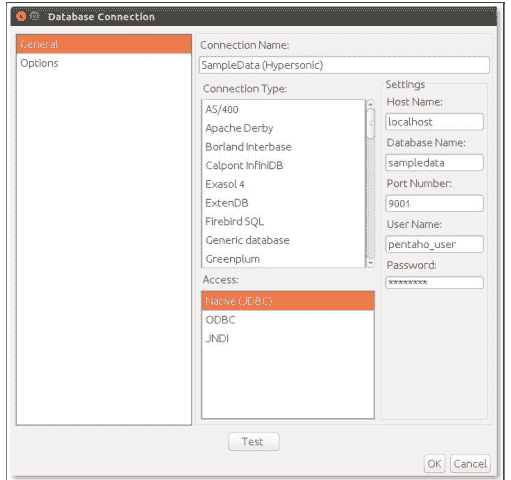 Database Connection
General
Options
Connection Name:
SampleData (Hypersonic)
Connection Type:
AS/400
Apache Derby
Borland Interbase
Calpont InfiniDB
Exasol 4
ExtenDB
Firebird SQL
Generic database
Greenplum
Access:
Native (JDBC)
ODBC
JNDI
Settings
Host Name:
localhost
Database Name:
sampledata
Port Number:
9001
User Name:
pentaho_user
Password:
********
Test
OK
Cancel